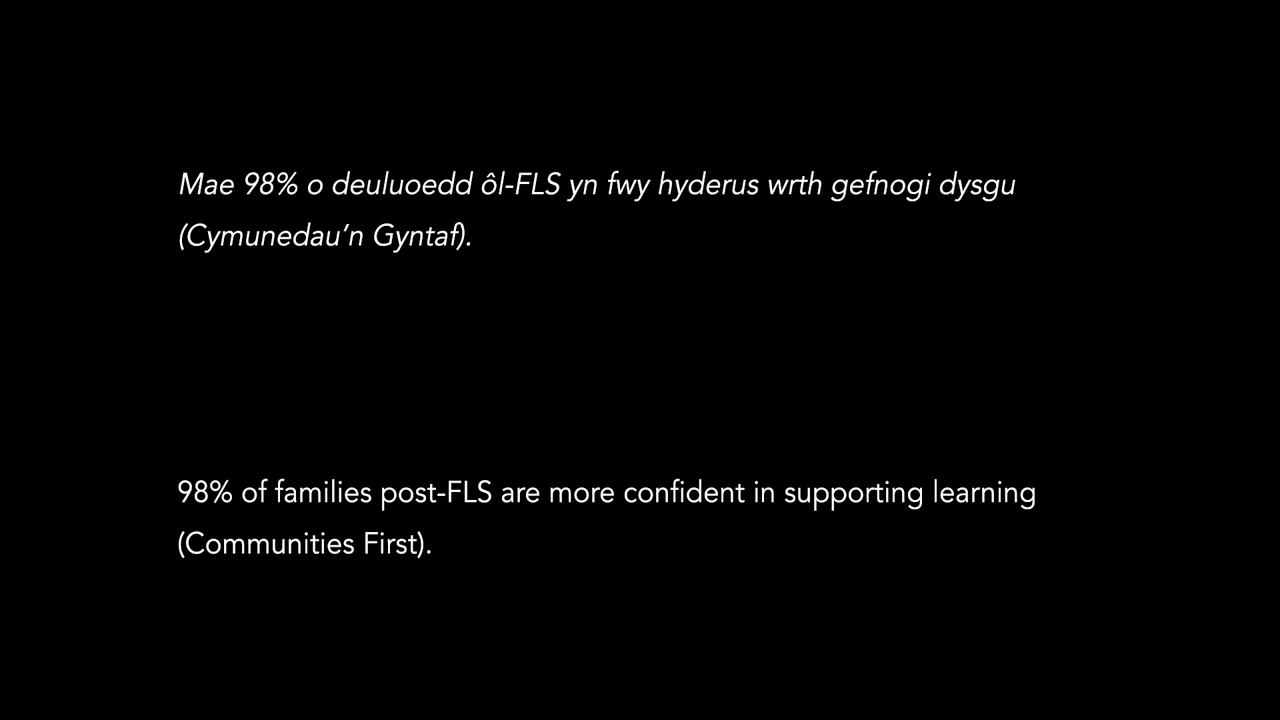 Mae 98% o deuluoedd ôl-FLS yn fwy hyderus wrth gefnogi dysgu
(Cymunedau’n Gyntaf).
98% of families post-FLS are more confident in supporting learning
(Communities First).